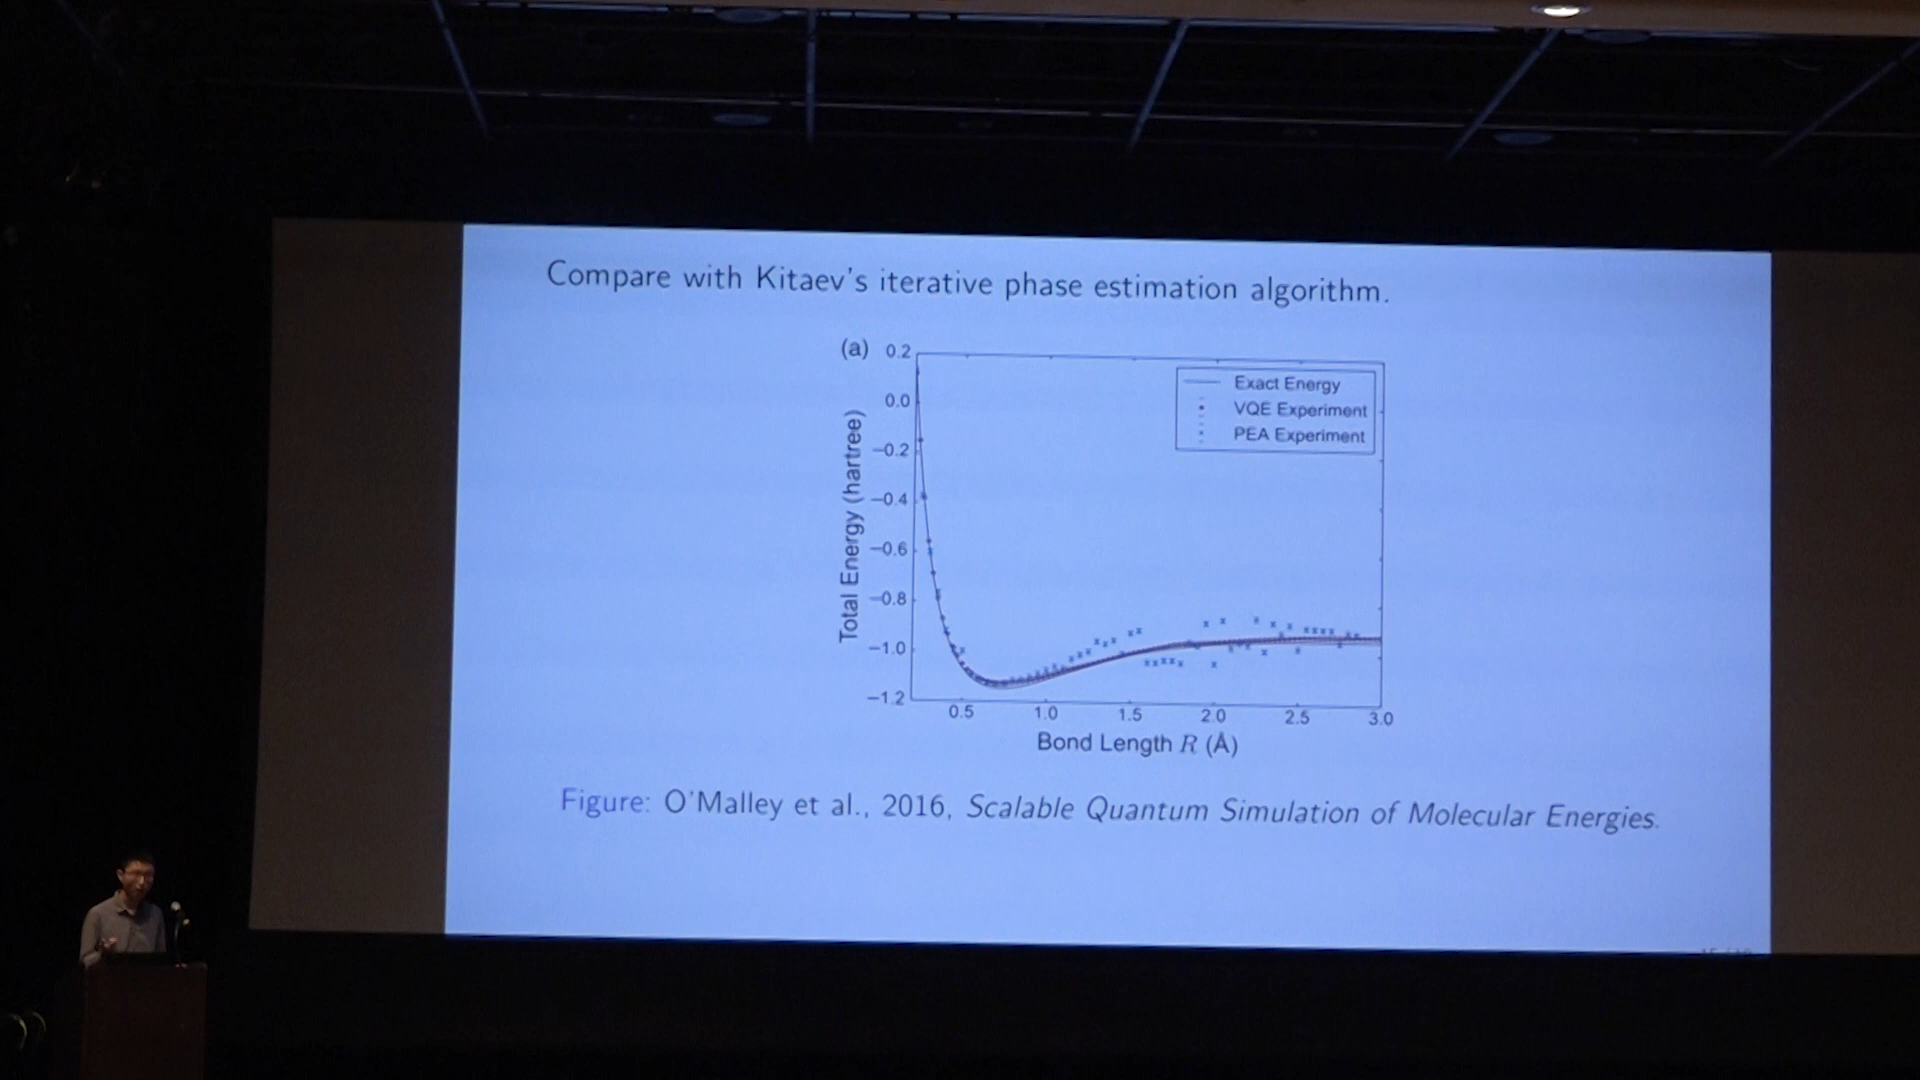 Compare with Kitaev's iterative phase estimation algorithm.
(a)
0.2
0.0
−0.2
−0.4
−0.6
−0.8
−1.0
−1.2
Total Energy (hartree)
Exact Energy
VQE Experiment
PEA Experiment
0.5 1.0 1.5 2.0 2.5 3.0
Bond Length R (Å)
Figure: O'Malley et al., 2016, Scalable Quantum Simulation of Molecular Energies.